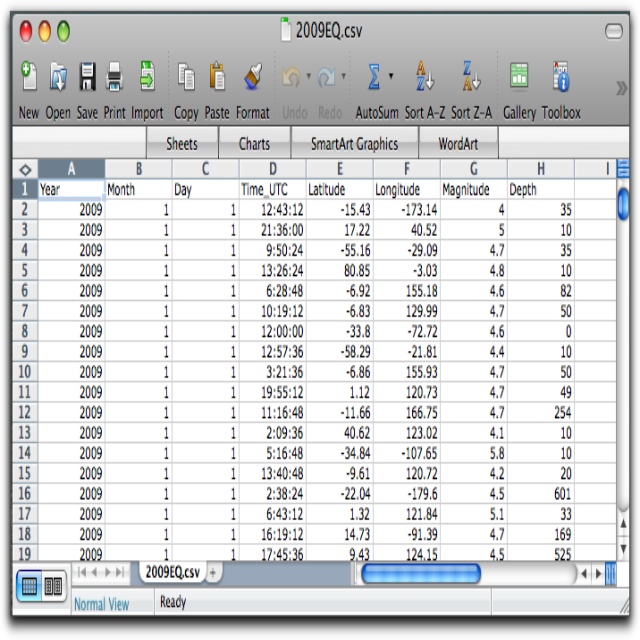 2009EQ.csv
New Open Save Print Import Copy Paste Format Undo Redo AutoSum Sort A-Z Sort Z-A Gallery Toolbox
Sheets Charts SmartArt Graphics WordArt
A B C D E F G H I
1 Year Month Day Time_UTC Latitude Longitude Magnitude Depth
2 2009 1 1 12:43:12 -15.43 -173.14 4 35
3 2009 1 1 21:36:00 17.22 40.52 5 10
4 2009 1 1 9:50:24 -55.16 -29.09 4.7 35
5 2009 1 1 13:26:24 80.85 -3.03 4.8 10
6 2009 1 1 6:28:48 -6.92 155.18 4.6 82
7 2009 1 1 10:19:12 -6.83 129.99 4.7 50
8 2009 1 1 12:00:00 -33.8 -72.72 4.6 0
9 2009 1 1 12:57:36 -58.29 -21.81 4.4 10
10 2009 1 1 3:21:36 -6.86 155.93 4.7 50
11 2009 1 1 19:55:12 1.12 120.73 4.7 49
12 2009 1 1 11:16:48 -11.66 166.75 4.7 254
13 2009 1 1 2:09:36 40.62 123.02 4.1 10
14 2009 1 1 5:16:48 -34.84 -107.65 5.8 10
15 2009 1 1 13:40:48 -9.61 120.72 4.2 20
16 2009 1 1 2:38:24 -22.04 -179.6 4.5 601
17 2009 1 1 6:43:12 1.32 121.84 5.1 33
18 2009 1 1 16:19:12 14.73 -91.39 4.7 169
19 2009 1 1 17:45:36 9.43 124.15 4.5 525
2009EQ.csv
Normal View Ready